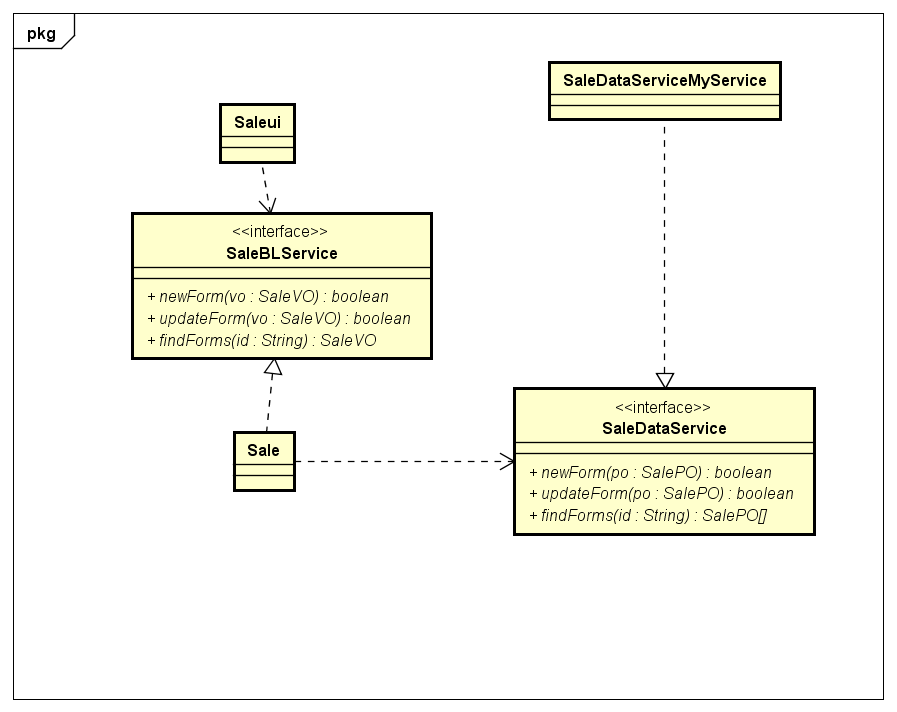 pkg
SaleDataServiceMyService
Saleui
<<interface>>
SaleBLService
+ newForm(vo : SaleVO) : boolean
+ updateForm(vo : SaleVO) : boolean
+ findForms(id : String) : SaleVO
<<interface>>
SaleDataService
+ newForm(po : SalePO) : boolean
+ updateForm(po : SalePO) : boolean
+ findForms(id : String) : SalePO[]
Sale